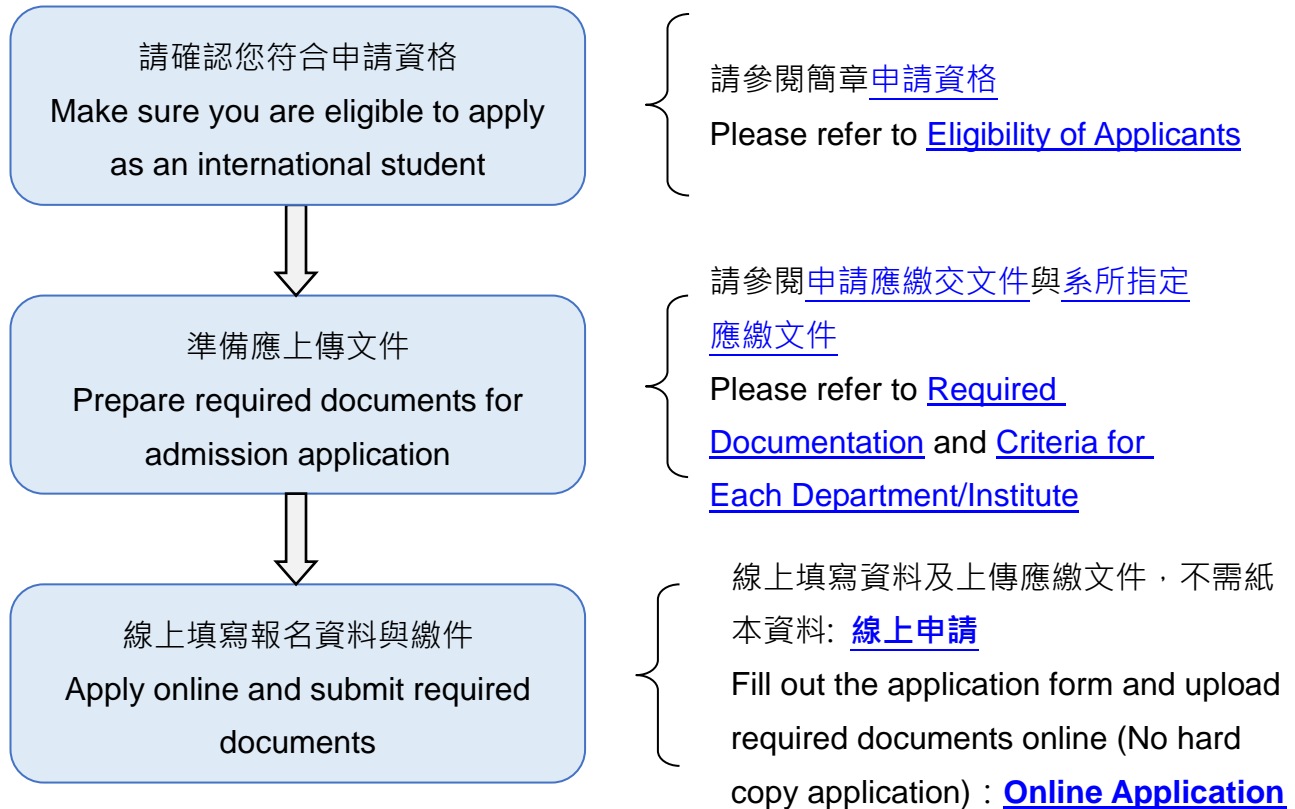 請確認您符合申請資格
Make sure you are eligible to apply
as an international student
請參閱簡章申請資格
Please refer to Eligibility of Applicants
準備應上傳文件
Prepare required documents for
admission application
請參閱申請應繳交文件與系所指定
應繳文件
Please refer to Required
Documentation and Criteria for
Each Department/Institute
線上填寫報名資料與繳件
Apply online and submit required
documents
線上填寫資料及上傳應繳文件，不需紙
本資料: 線上申請
Fill out the application form and upload
required documents online (No hard
copy application)：Online Application